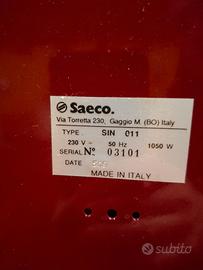 Saeco.
Via Torretta 230, Gaggio M. (BO) Italy
TYPE. SIN 011
230 V ~ 50 Hz 1050 W
SERIAL No 03101
DATE
MADE IN ITALY
subito